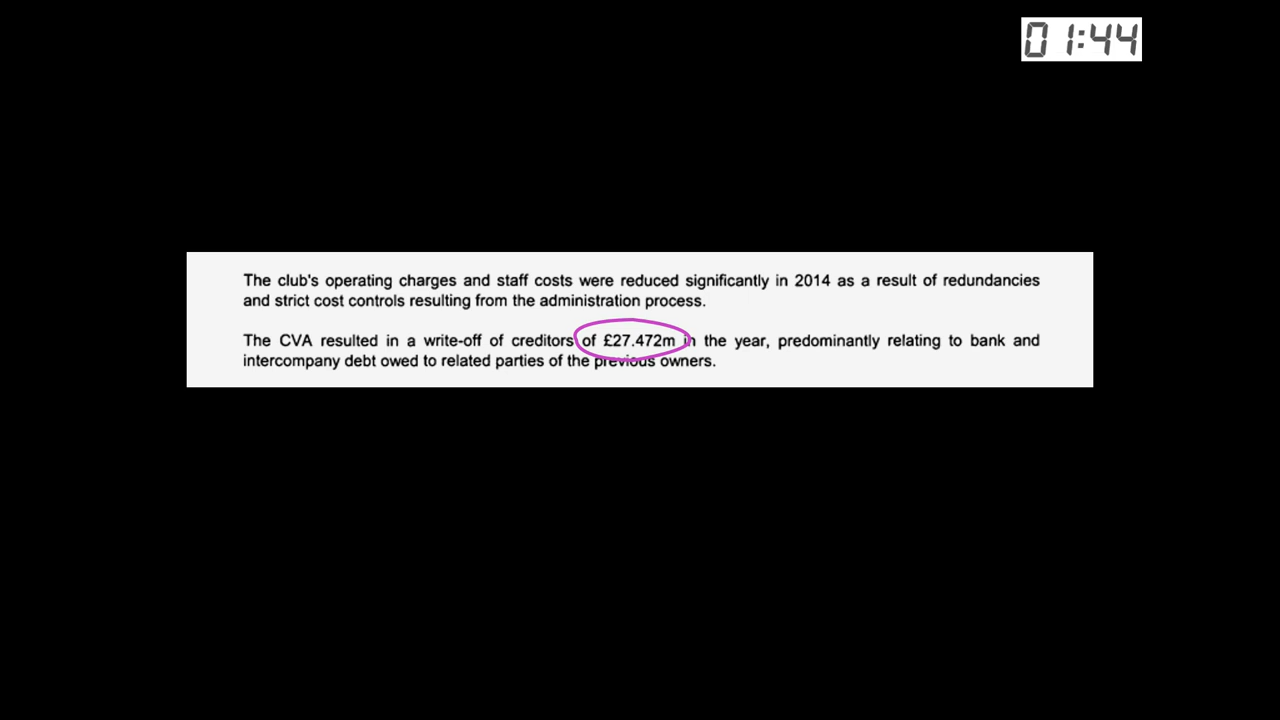 01:44
The club's operating charges and staff costs were reduced significantly in 2014 as a result of redundancies
and strict cost controls resulting from the administration process.
The CVA resulted in a write-off of creditors of £27.472m in the year, predominantly relating to bank and
intercompany debt owed to related parties of the previous owners.